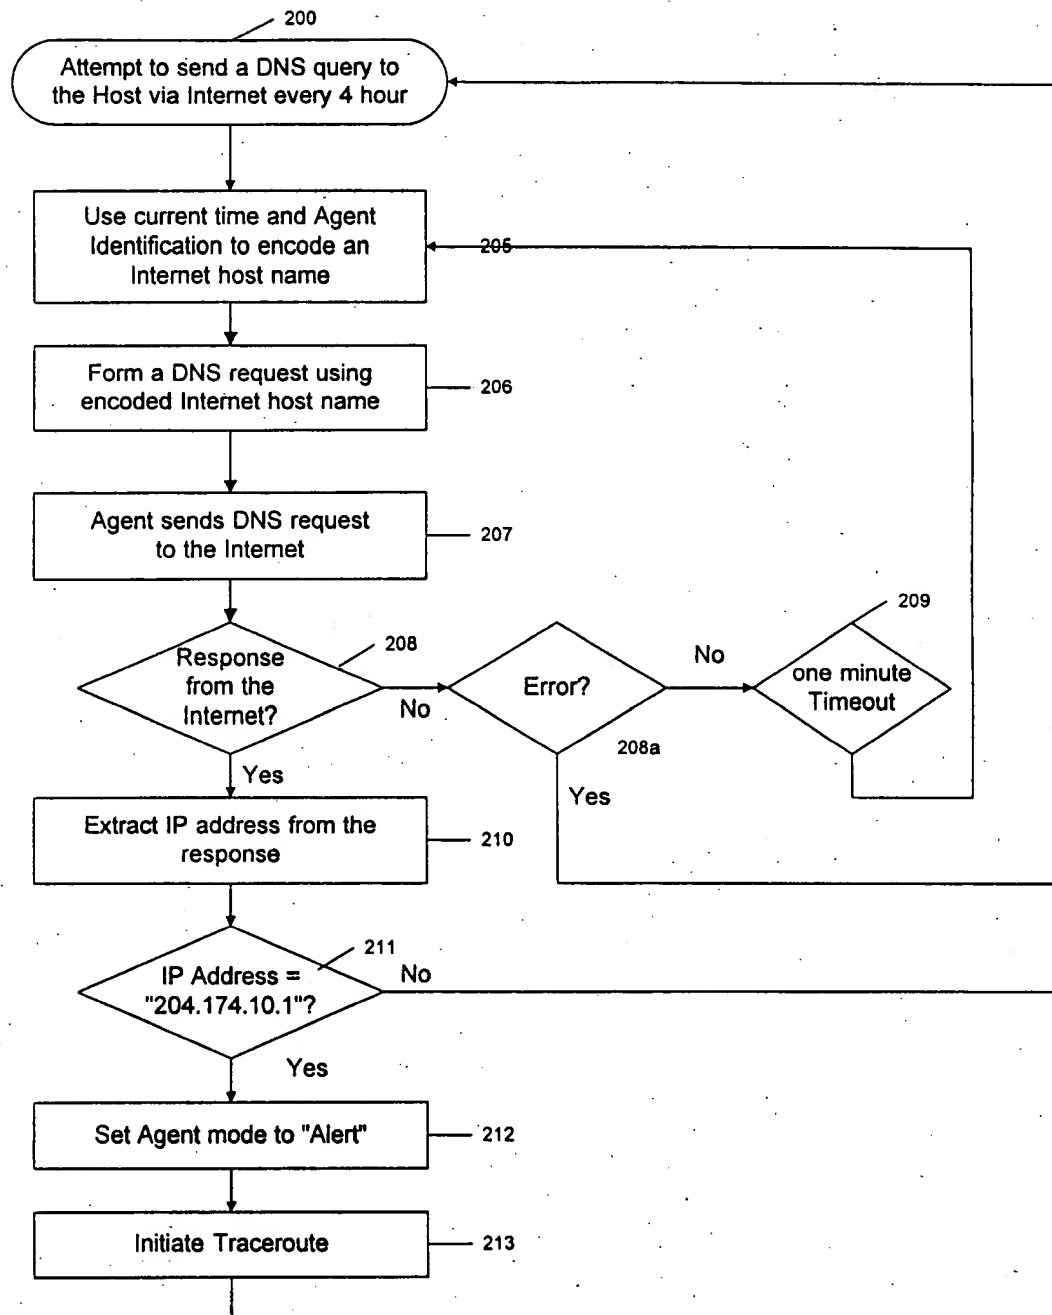 200
Attempt to send a DNS query to
the Host via Internet every 4 hour
Use current time and Agent
Identification to encode an
Internet host name
205
Form a DNS request using
encoded Internet host name
206
Agent sends DNS request
to the Internet
207
Response
from the
Internet?
208
No
Error?
208a
No
one minute
Timeout
209
Yes
Yes
Extract IP address from the
response
210
IP Address =
"204.174.10.1"?
211
No
Yes
Set Agent mode to "Alert"
212
Initiate Traceroute
213